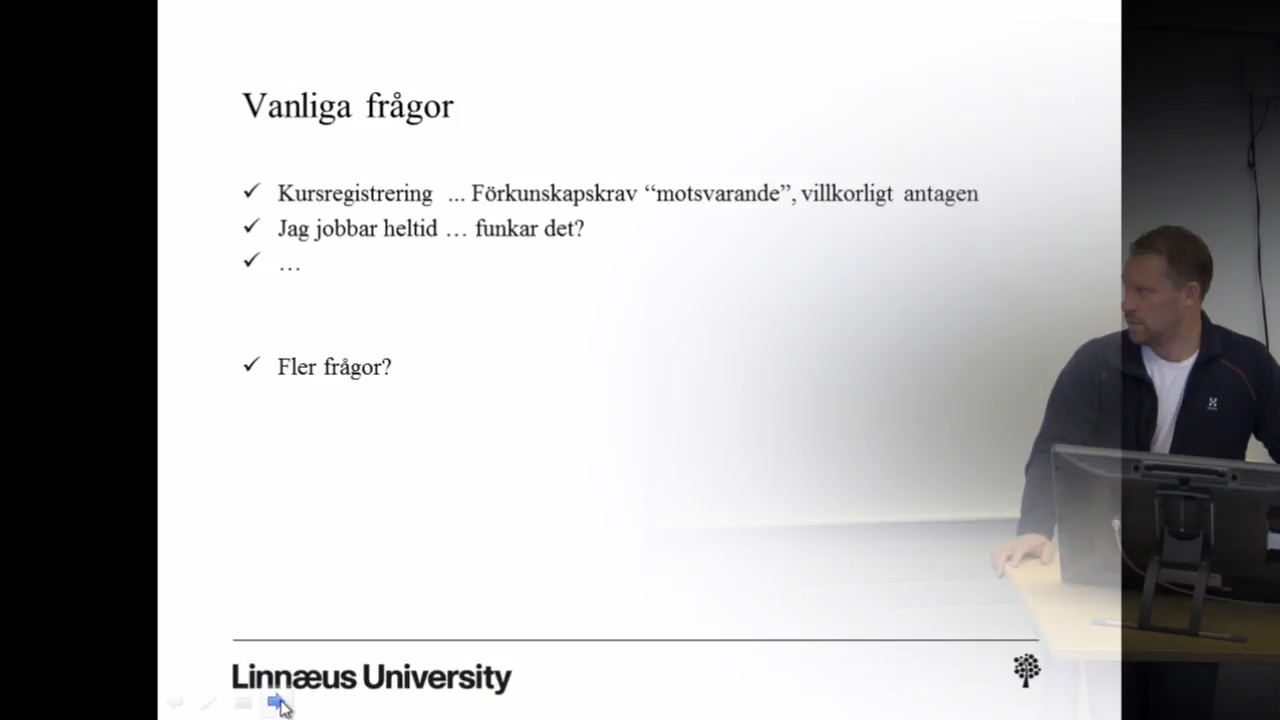 Vanliga frågor
Kursregistrering ... Förkunskapskrav “motsvarande”, villkorligt antagen
Jag jobbar heltid … funkar det?
…
Fler frågor?
Linnæus University